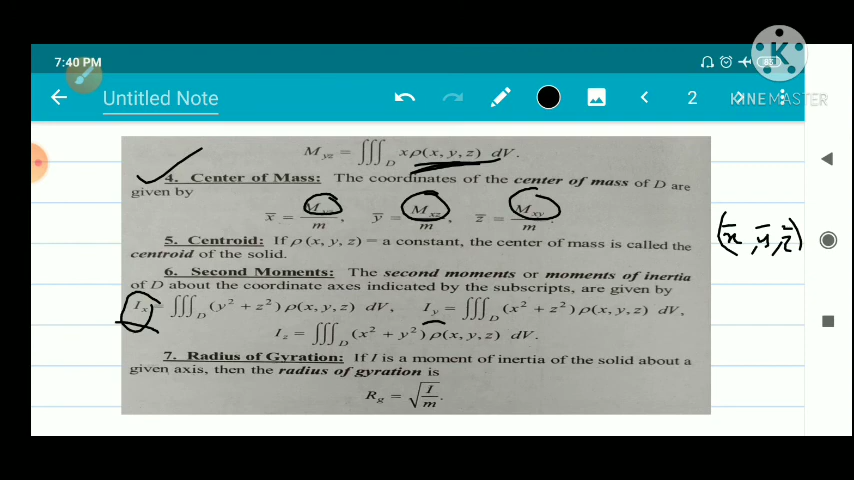 7:40 PM
83
K
KINEMASTER
Untitled Note
2
M_yz = ∭_D xρ(x, y, z) dV.
4. Center of Mass: The coordinates of the center of mass of D are
given by
x̄ = M_yz/m, ȳ = M_xz/m, z̄ = M_xy/m.
(x̄, ȳ, z̄)
5. Centroid: If ρ(x, y, z) = a constant, the center of mass is called the
centroid of the solid.
6. Second Moments: The second moments or moments of inertia
of D about the coordinate axes indicated by the subscripts, are given by
I_x = ∭_D (y² + z²) ρ(x, y, z) dV, I_y = ∭_D (x² + z²) ρ(x, y, z) dV,
I_z = ∭_D (x² + y²) ρ(x, y, z) dV.
7. Radius of Gyration: If I is a moment of inertia of the solid about a
given axis, then the radius of gyration is
R_g = √(I/m).